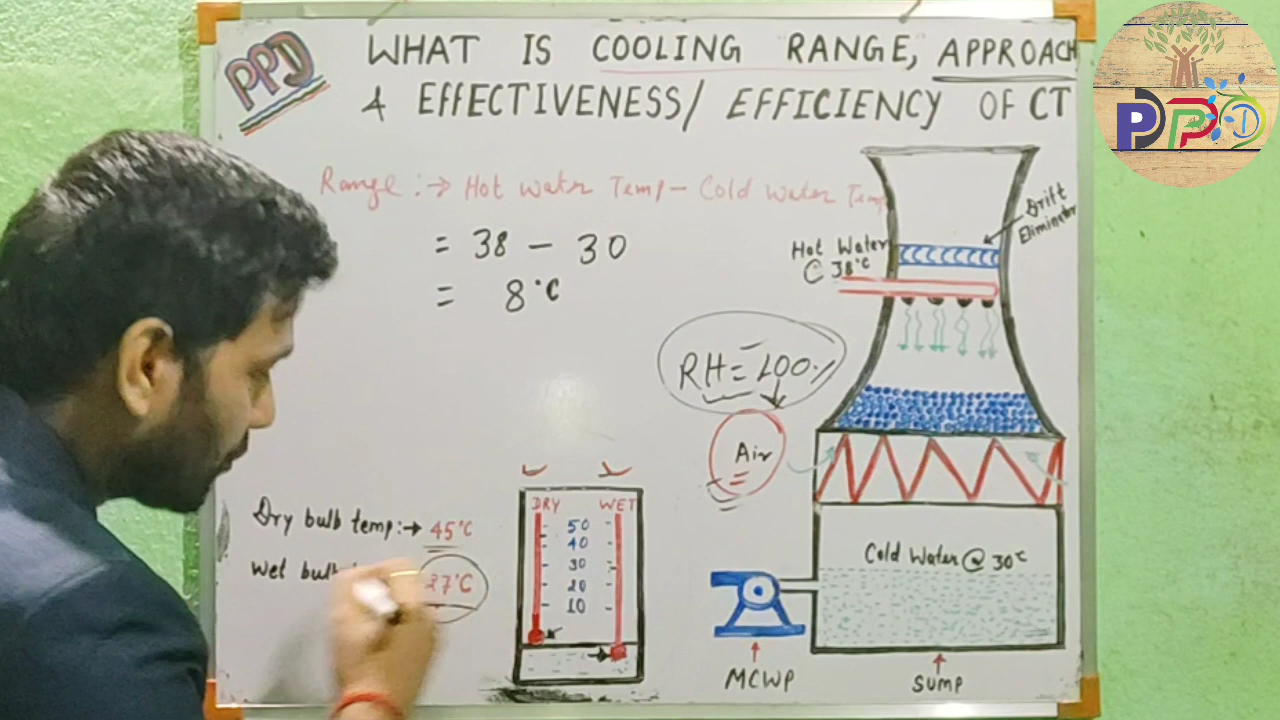 PPD
WHAT IS COOLING RANGE, APPROACH
& EFFECTIVENESS/ EFFICIENCY OF CT
PPD
Range :→ Hot water Temp - Cold Water Temp
= 38 - 30
= 8°C
Drift
Eliminator
Hot Water
@ 38°C
RH = 100%
Air
Dry bulb temp:→ 45°C
Wet bulb
27°C
DRY WET
50
40
30
20
10
Cold Water @ 30°C
MCWP
SUMP